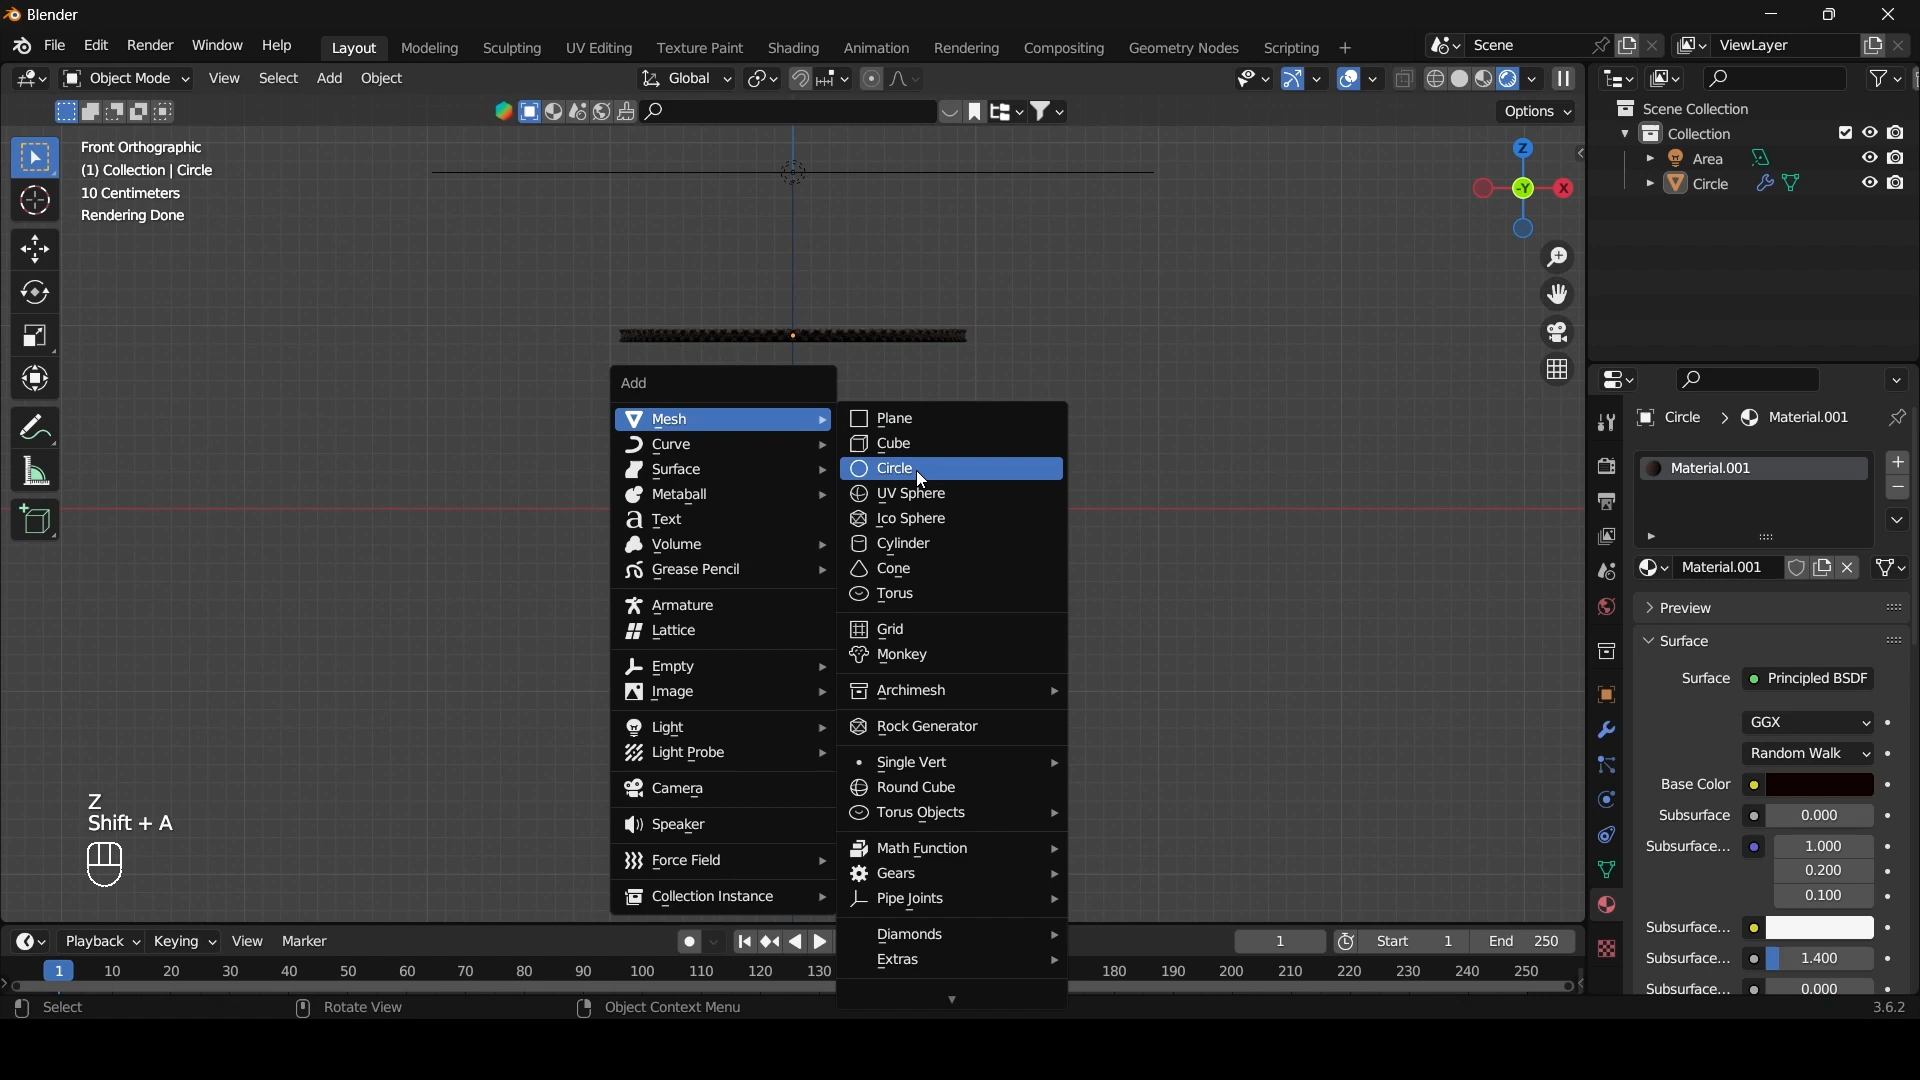 Blender
File Edit Render Window Help Layout Modeling Sculpting UV Editing Texture Paint Shading Animation Rendering Compositing Geometry Nodes Scripting + Scene ViewLayer
Object Mode View Select Add Object Global
Options
Front Orthographic
(1) Collection | Circle
10 Centimeters
Rendering Done
Z
-Y
X
Scene Collection
Collection
Area
Circle
Add
Mesh
Curve
Surface
Metaball
Text
Volume
Grease Pencil
Armature
Lattice
Empty
Image
Light
Light Probe
Camera
Speaker
Force Field
Collection Instance
Plane
Cube
Circle
UV Sphere
Ico Sphere
Cylinder
Cone
Torus
Grid
Monkey
Archimesh
Rock Generator
Single Vert
Round Cube
Torus Objects
Math Function
Gears
Pipe Joints
Diamonds
Extras
Z
Shift + A
Circle > Material.001
Material.001
Material.001
Preview
Surface
Surface Principled BSDF
GGX
Random Walk
Base Color
Subsurface 0.000
Subsurface... 1.000
0.200
0.100
Subsurface...
Subsurface... 1.400
Subsurface... 0.000
Playback Keying View Marker 1 Start 1 End 250
1 10 20 30 40 50 60 70 80 90 100 110 120 130 180 190 200 210 220 230 240 250
Select Rotate View Object Context Menu 3.6.2